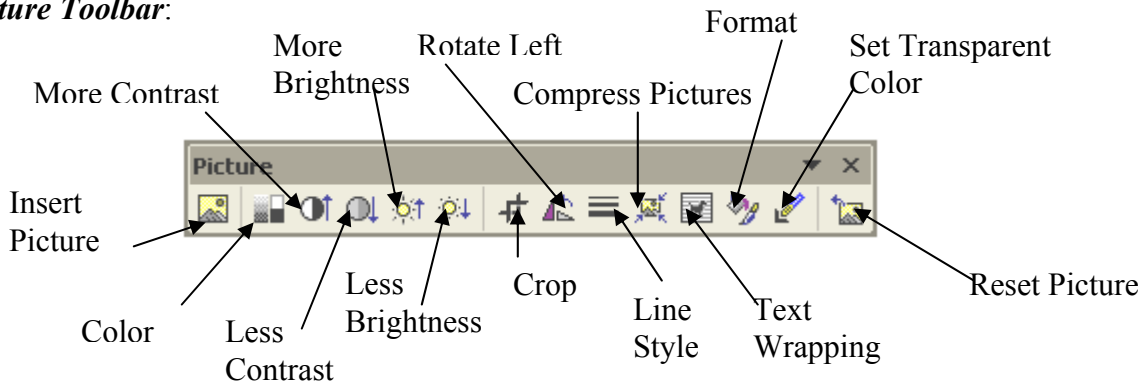 ture Toolbar:
Format
More
Brightness
Rotate Left
Set Transparent
Color
More Contrast
Compress Pictures
Picture
Insert
Picture
Color
Less
Contrast
Less
Brightness
Crop
Line
Style
Text
Wrapping
Reset Picture